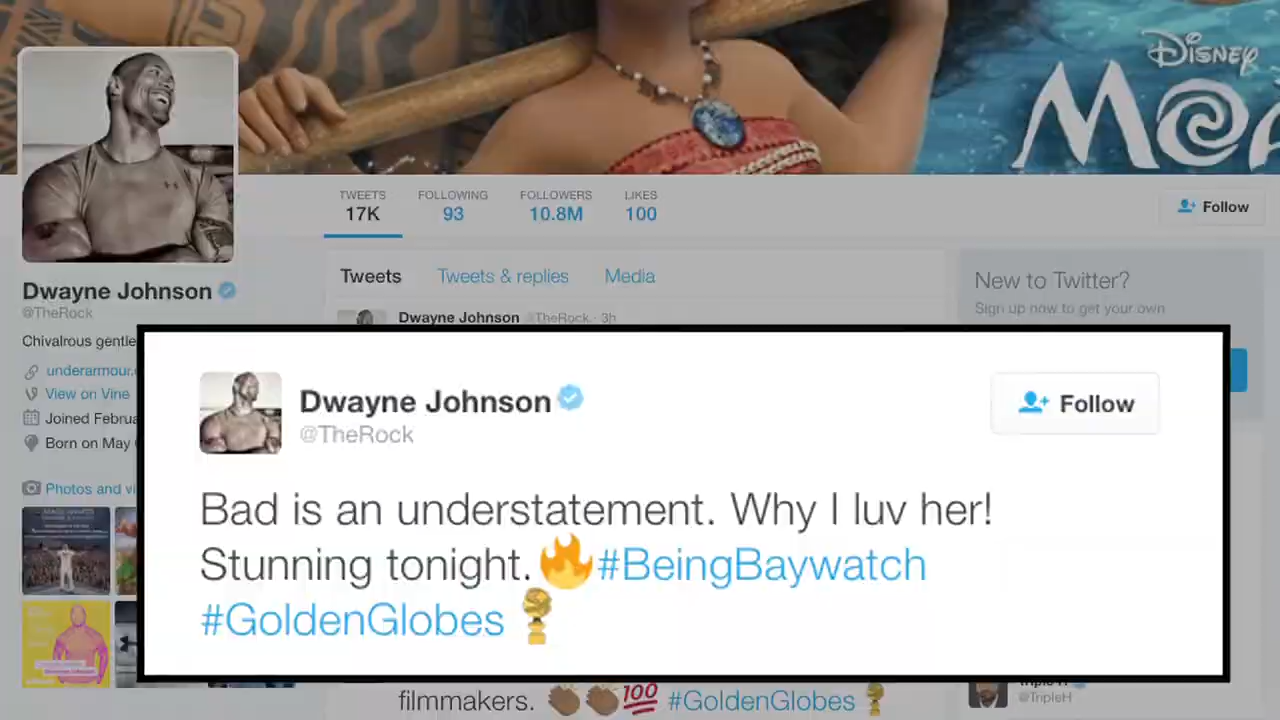 DISNEY
TWEETS FOLLOWING FOLLOWERS LIKES
17K 93 10.8M 100
Follow
Tweets Tweets & replies Media
New to Twitter?
Sign up now to get your own
Dwayne Johnson
@TheRock
Dwayne Johnson @TheRock · 3h
Chivalrous gentle
underarmour.
View on Vine
Joined Februa
Born on May
Photos and vi
Dwayne Johnson
@TheRock
Follow
Bad is an understatement. Why I luv her!
Stunning tonight.🔥#BeingBaywatch
#GoldenGlobes
filmmakers. 👏🏾👏🏾💯 #GoldenGlobes
@TripleH